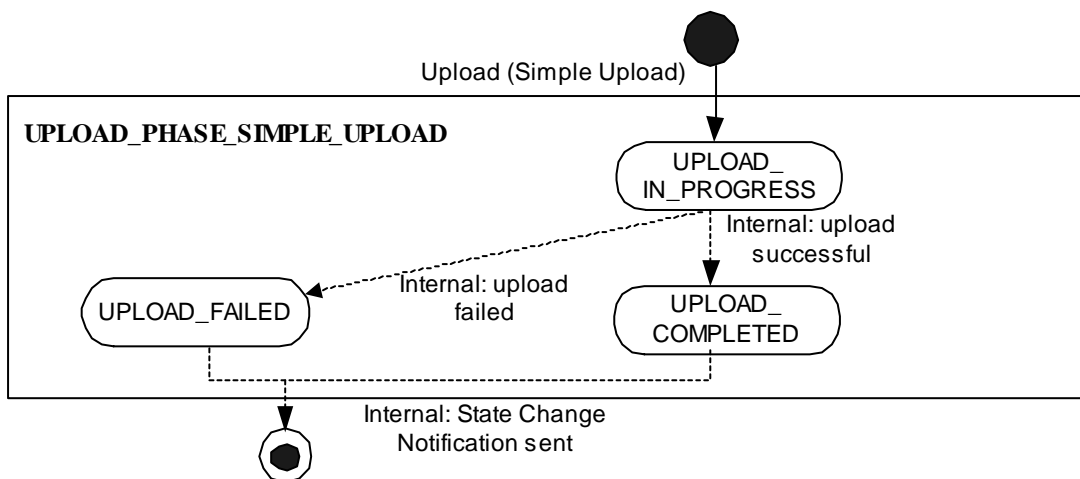 Upload (Simple Upload)
UPLOAD_PHASE_SIMPLE_UPLOAD
UPLOAD_
IN_PROGRESS
Internal: upload
successful
Internal: upload
failed
UPLOAD_FAILED
UPLOAD_
COMPLETED
Internal: State Change
Notification sent